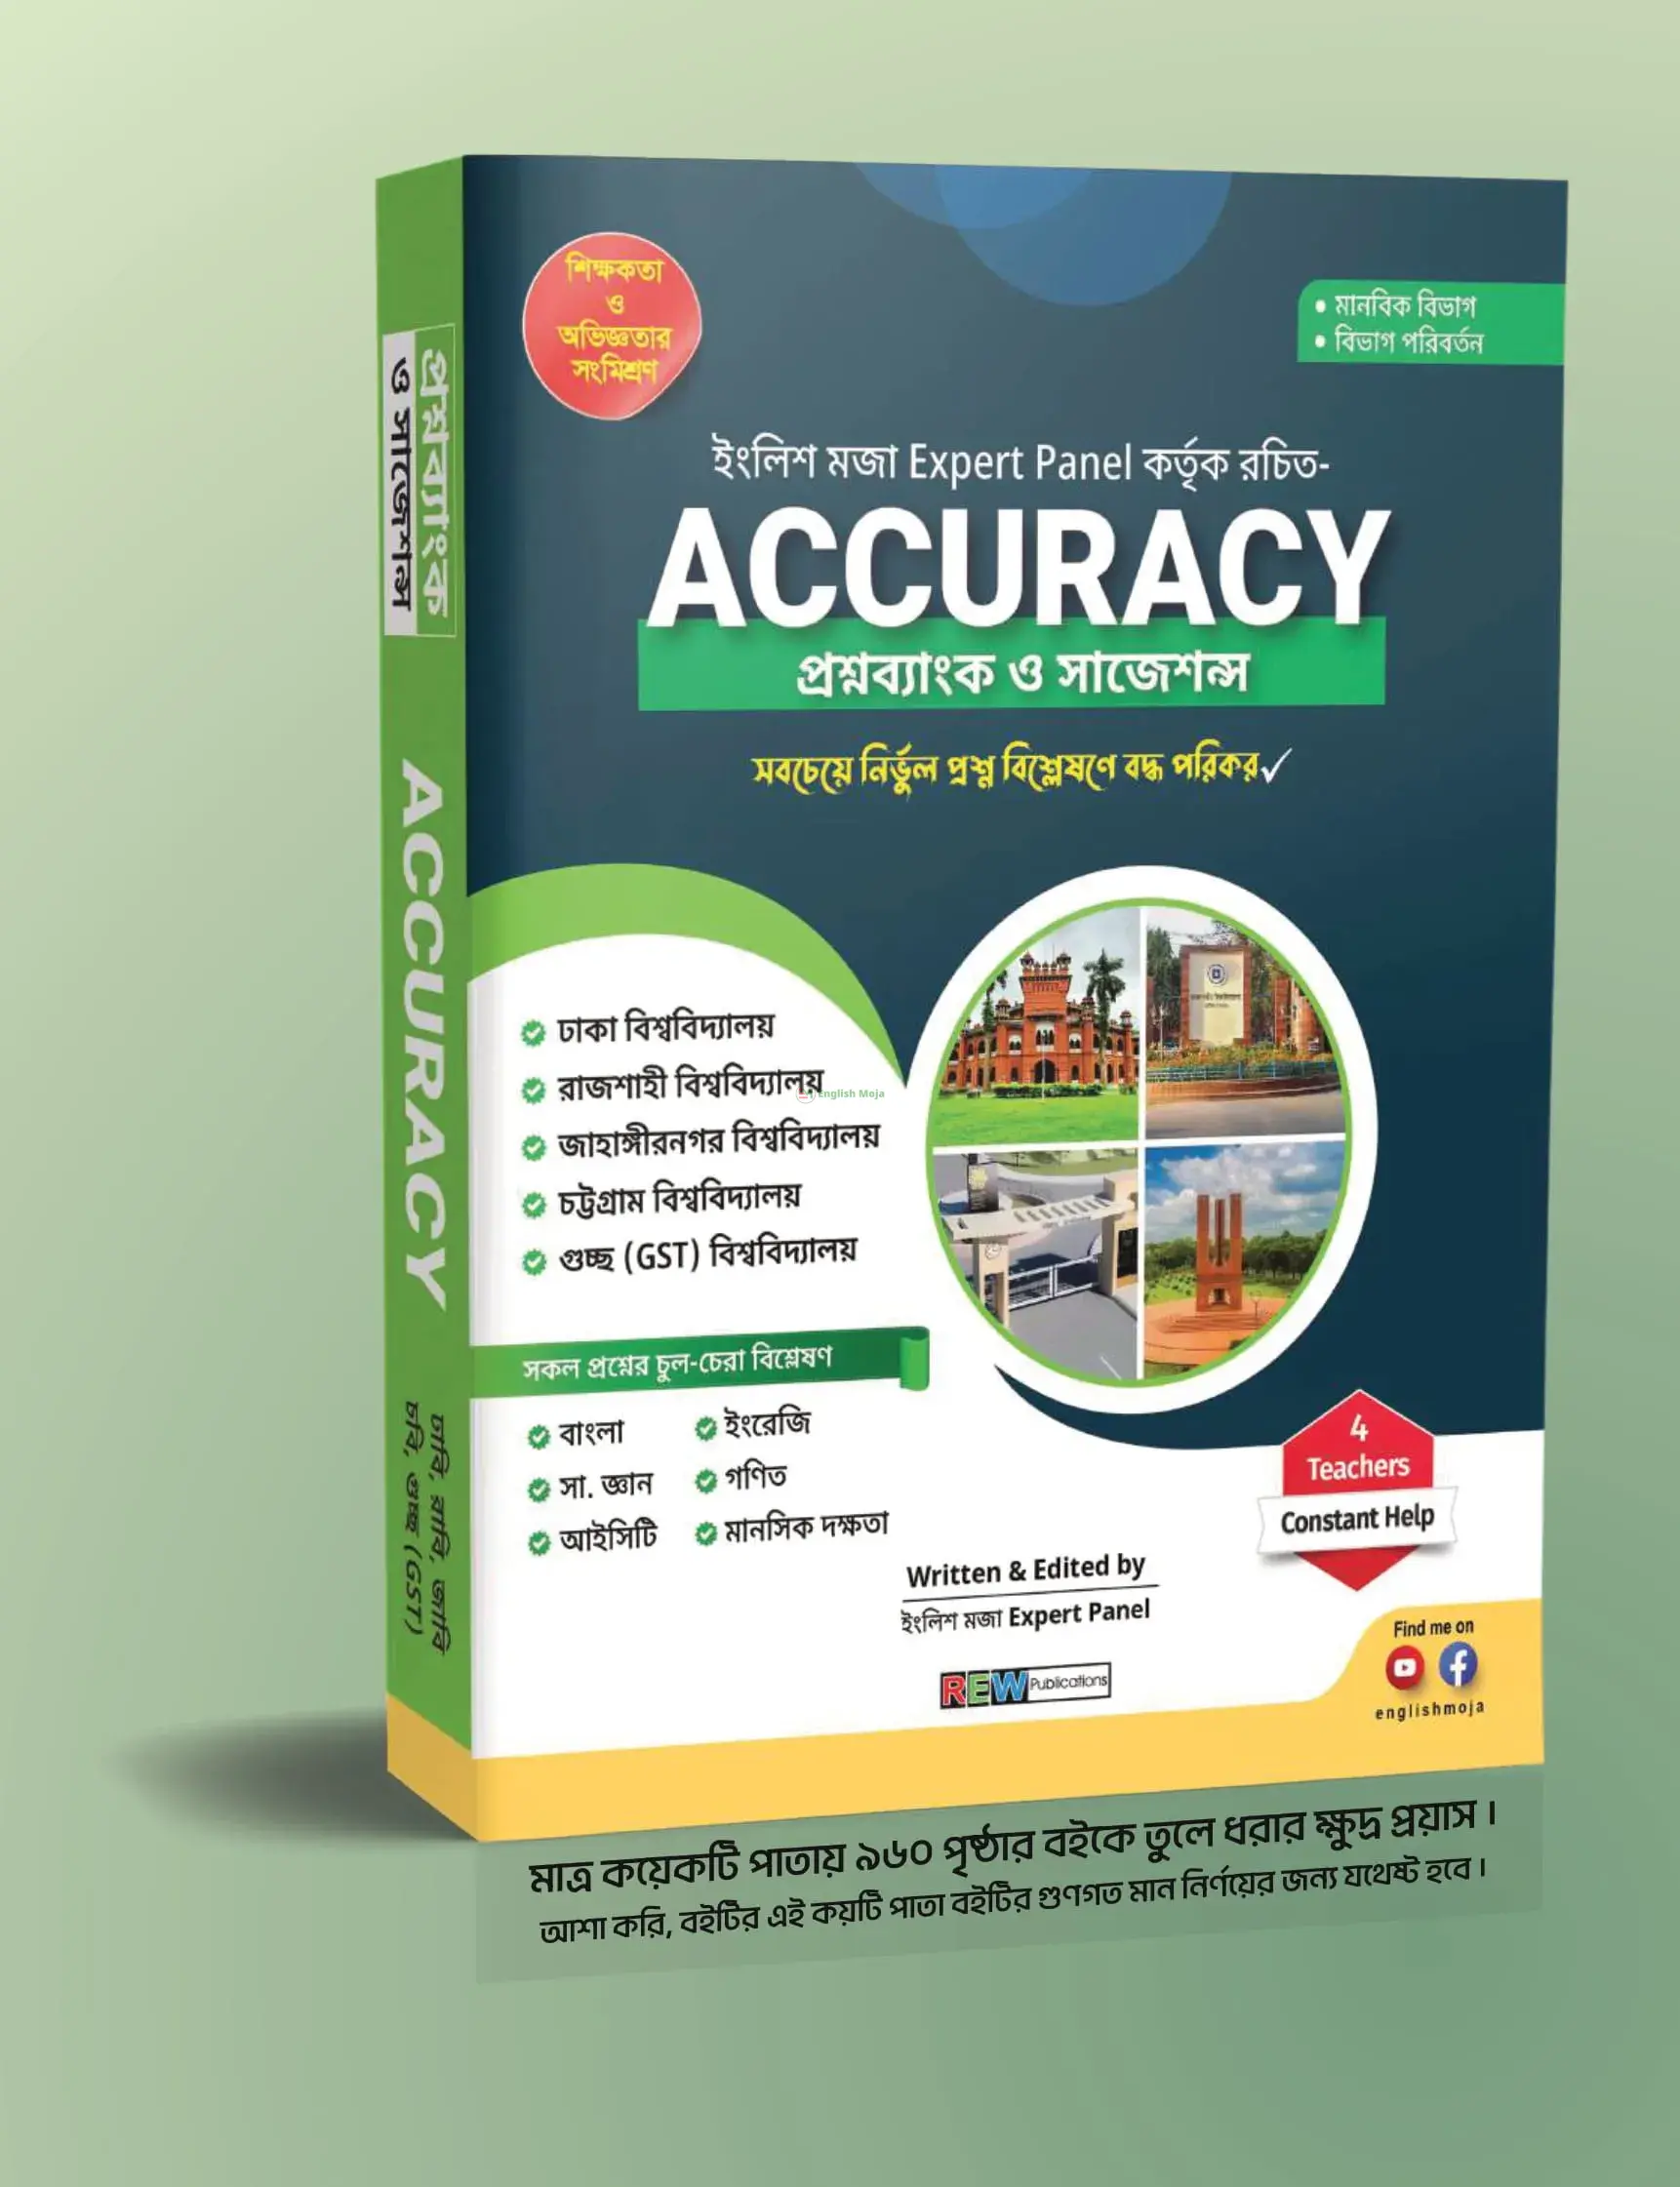 শিক্ষকতা
ও
অভিজ্ঞতার
সংমিশ্রণ
• মানবিক বিভাগ
• বিভাগ পরিবর্তন
ইংলিশ মজা Expert Panel কর্তৃক রচিত-
ACCURACY
প্রশ্নব্যাংক ও সাজেশন্স
সবচেয়ে নির্ভুল প্রশ্ন বিশ্লেষণে বদ্ধ পরিকর✓
ঢাকা বিশ্ববিদ্যালয়
রাজশাহী বিশ্ববিদ্যালয়
English Moja
জাহাঙ্গীরনগর বিশ্ববিদ্যালয়
চট্টগ্রাম বিশ্ববিদ্যালয়
গুচ্ছ (GST) বিশ্ববিদ্যালয়
সকল প্রশ্নের চুল-চেরা বিশ্লেষণ
বাংলা
ইংরেজি
সা. জ্ঞান
গণিত
আইসিটি
মানসিক দক্ষতা
4
Teachers
Constant Help
Written & Edited by
ইংলিশ মজা Expert Panel
REW Publications
Find me on
englishmoja
প্রশ্নব্যাংক
ও সাজেশন্স
ACCURACY
ঢাবি, রাবি, জাবি
চবি, গুচ্ছ (GST)
মাত্র কয়েকটি পাতায় ৯৬০ পৃষ্ঠার বইকে তুলে ধরার ক্ষুদ্র প্রয়াস।
আশা করি, বইটির এই কয়টি পাতা বইটির গুণগত মান নির্ণয়ের জন্য যথেষ্ট হবে।